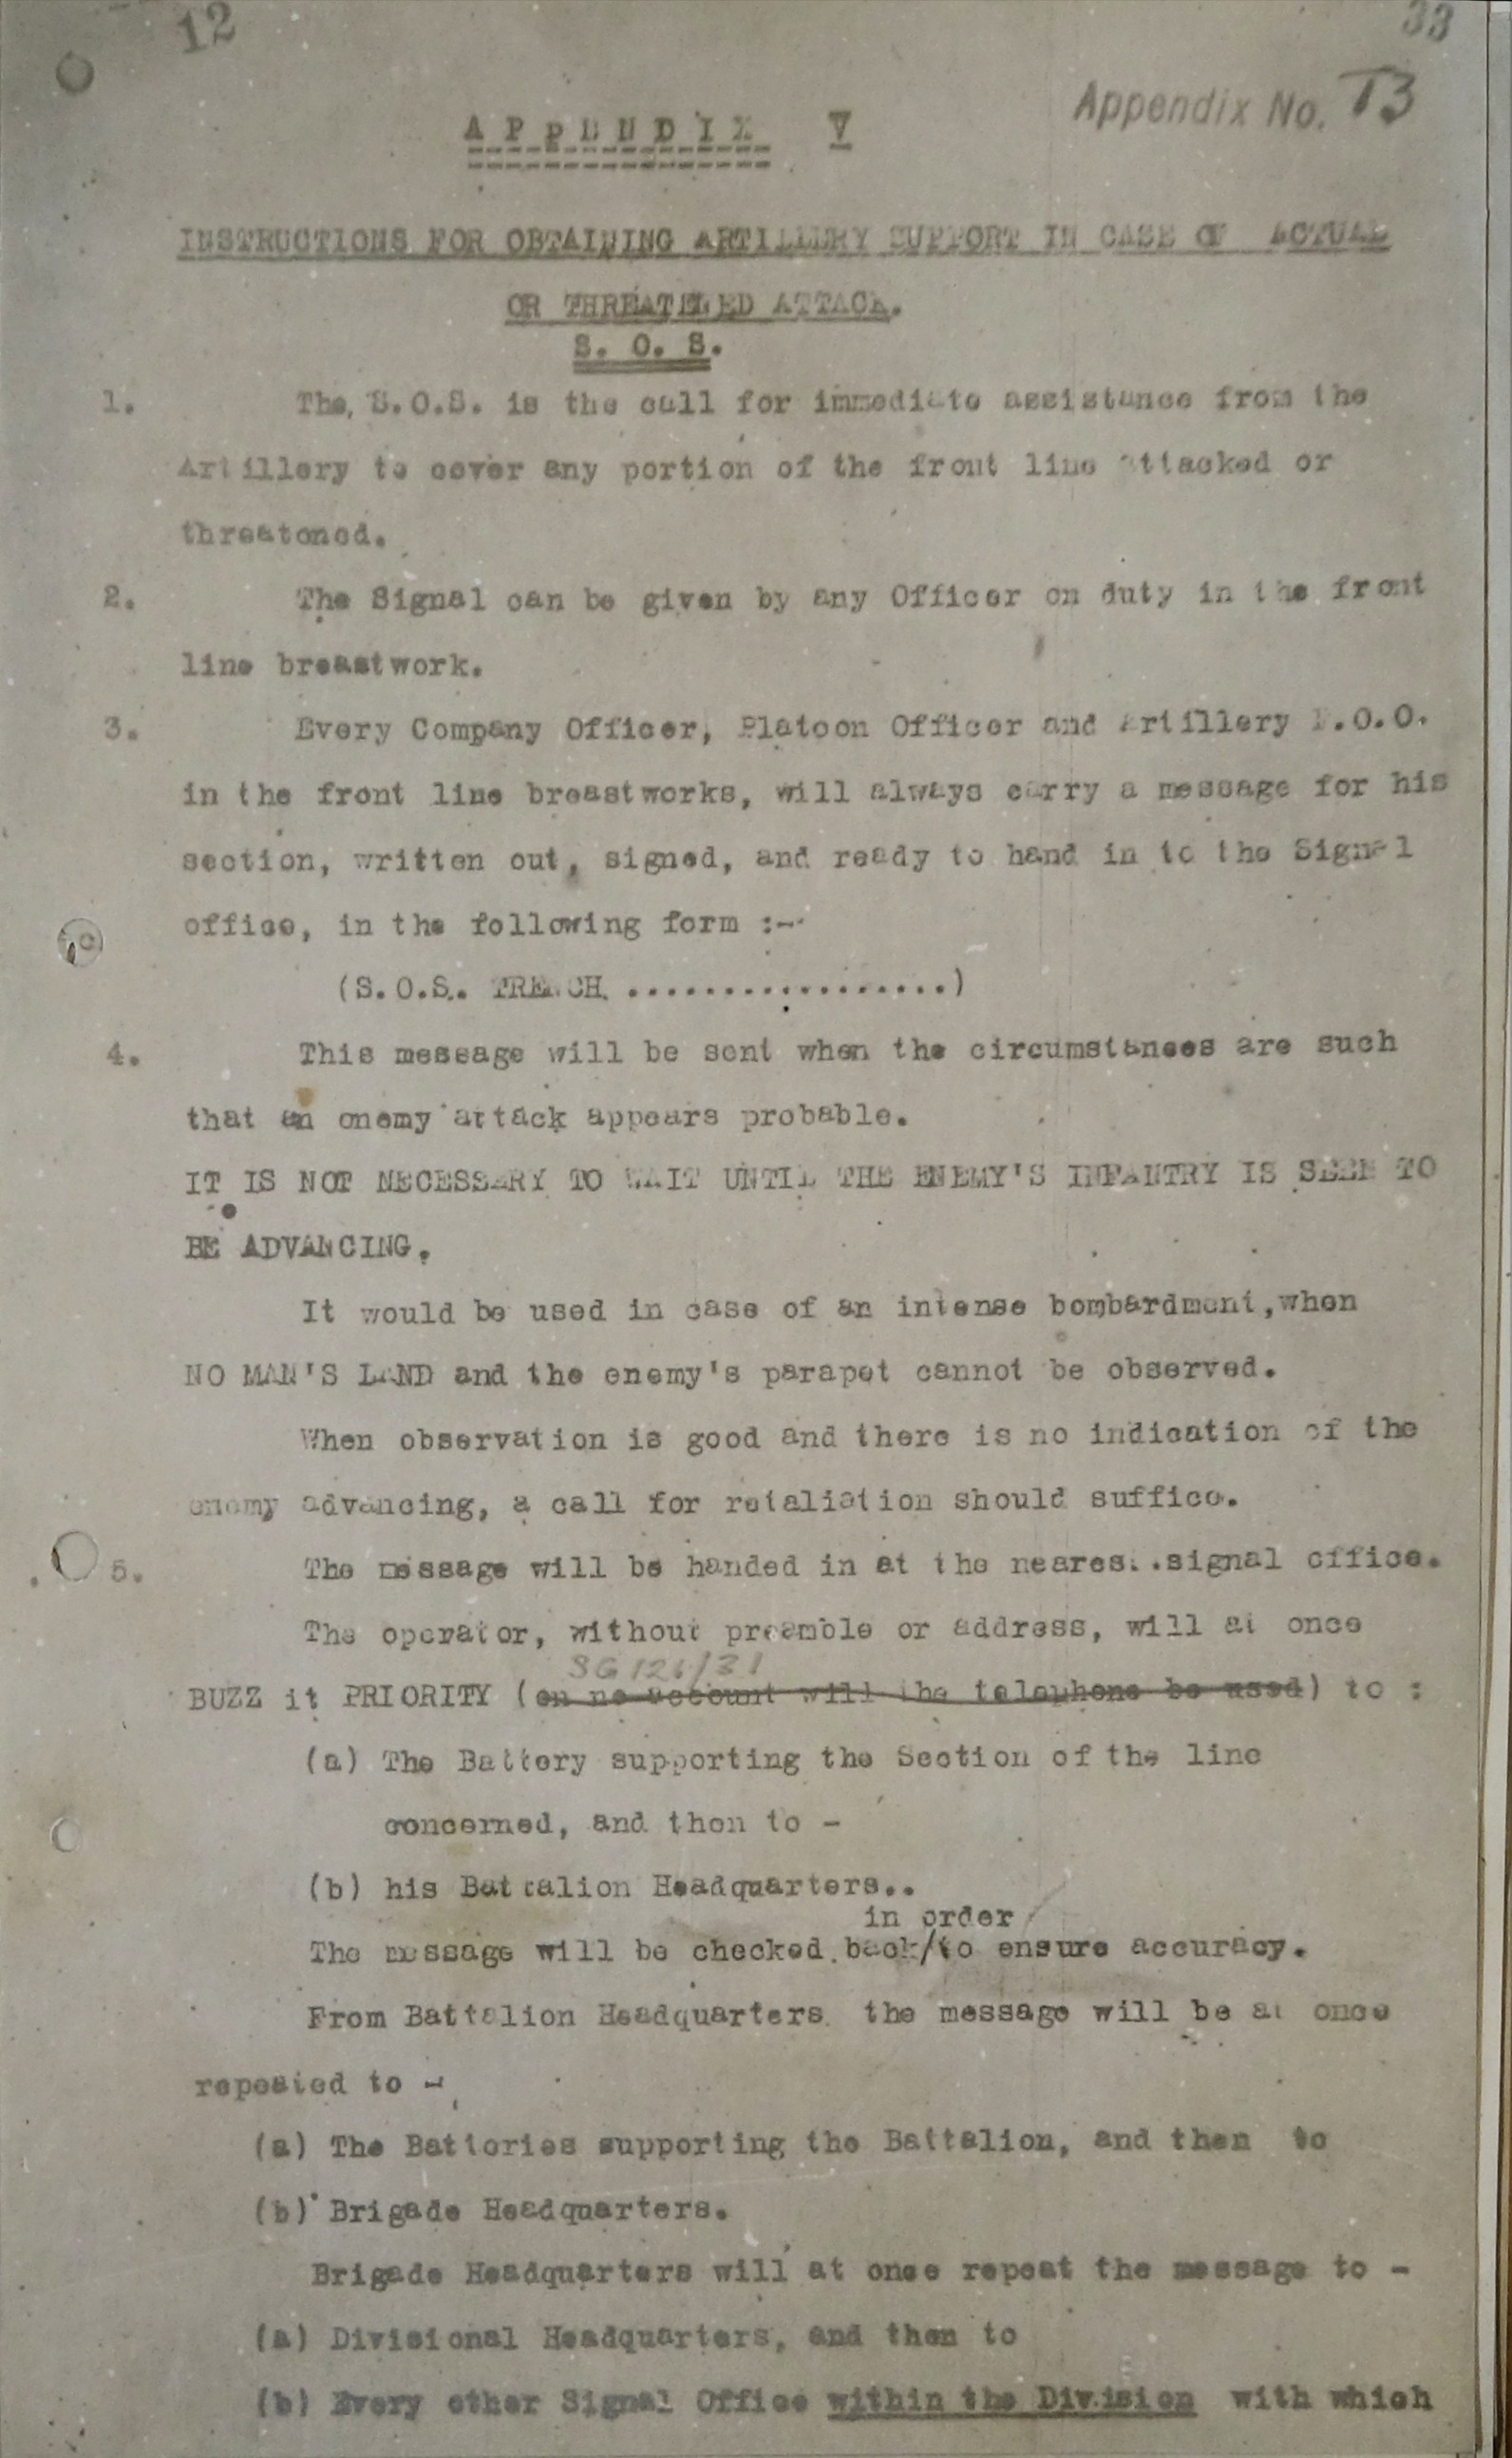 12
33
Appendix No. T3
APPENDIX V
INSTRUCTIONS FOR OBTAINING ARTILLERY SUPPORT IN CASE OF ACTUAL
OR THREATENED ATTACK.
S. O. S.
1. The S.O.S. is the call for immediate assistance from the
Artillery to cover any portion of the front line attacked or
threatened.
2. The Signal can be given by any Officer on duty in the front
line breastwork.
3. Every Company Officer, Platoon Officer and Artillery F.O.O.
in the front line breastworks, will always carry a message for his
section, written out, signed, and ready to hand in to the Signal
office, in the following form :-
(S.O.S. TRENCH ..................)
4. This message will be sent when the circumstances are such
that an enemy attack appears probable.
IT IS NOT NECESSARY TO WAIT UNTIL THE ENEMY'S INFANTRY IS SEEN TO
BE ADVANCING.
It would be used in case of an intense bombardment, when
NO MAN'S LAND and the enemy's parapet cannot be observed.
When observation is good and there is no indication of the
enemy advancing, a call for retaliation should suffice.
5. The message will be handed in at the nearest signal office.
The operator, without preamble or address, will at once
SG 126/31
BUZZ it PRIORITY (on no account will the telephone be used) to :
(a) The Battery supporting the Section of the line
concerned, and then to -
(b) his Battalion Headquarters..
in order
The message will be checked back/to ensure accuracy.
From Battalion Headquarters the message will be at once
repeated to -
(a) The Batteries supporting the Battalion, and then to
(b) Brigade Headquarters.
Brigade Headquarters will at once repeat the message to -
(a) Divisional Headquarters, and then to
(b) Every other Signal Office within the Division with which